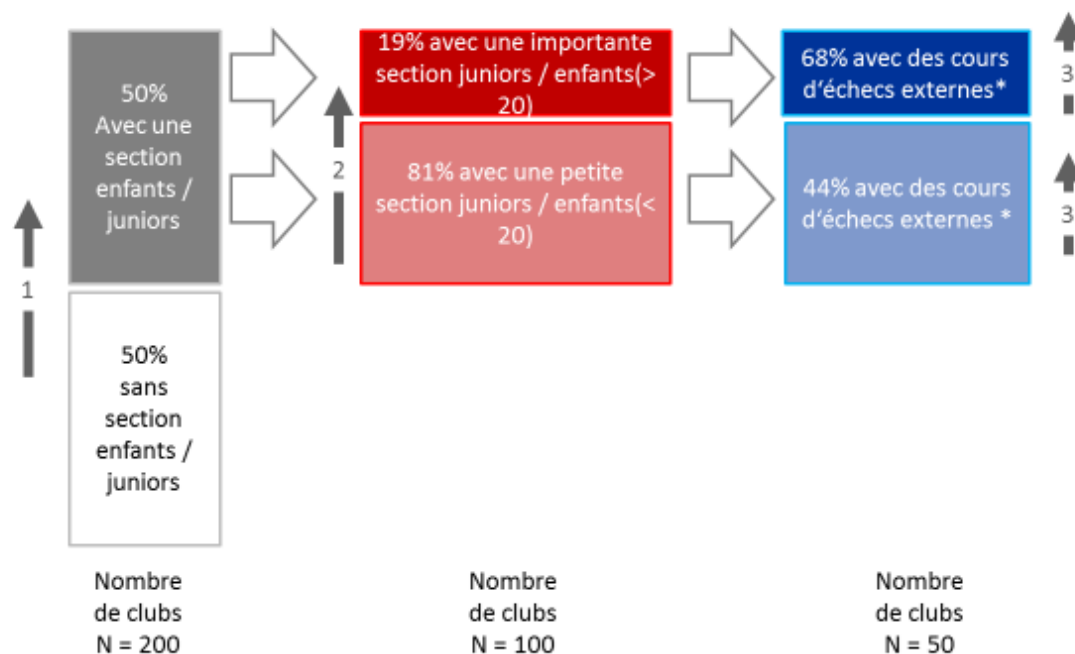 50%
Avec une
section
enfants /
juniors
19% avec une importante
section juniors / enfants(>
20)
68% avec des cours
d'échecs externes*
3
2
81% avec une petite
section juniors / enfants(<
20)
44% avec des cours
d'échecs externes *
3
1
50%
sans
section
enfants /
juniors
Nombre
de clubs
N = 200
Nombre
de clubs
N = 100
Nombre
de clubs
N = 50